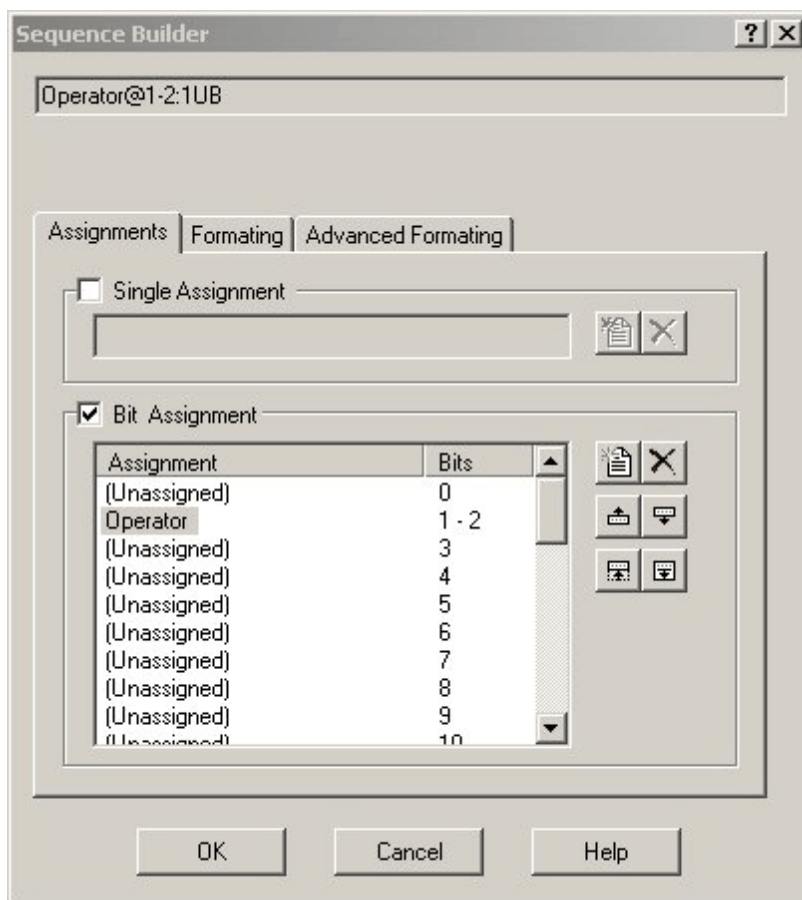 Sequence Builder
Operator@1-2:1UB
Assignments Formating Advanced Formating
Single Assignment
Bit Assignment
Assignment Bits
(Unassigned) 0
Operator 1 - 2
(Unassigned) 3
(Unassigned) 4
(Unassigned) 5
(Unassigned) 6
(Unassigned) 7
(Unassigned) 8
(Unassigned) 9
(Unassigned) 10
OK Cancel Help